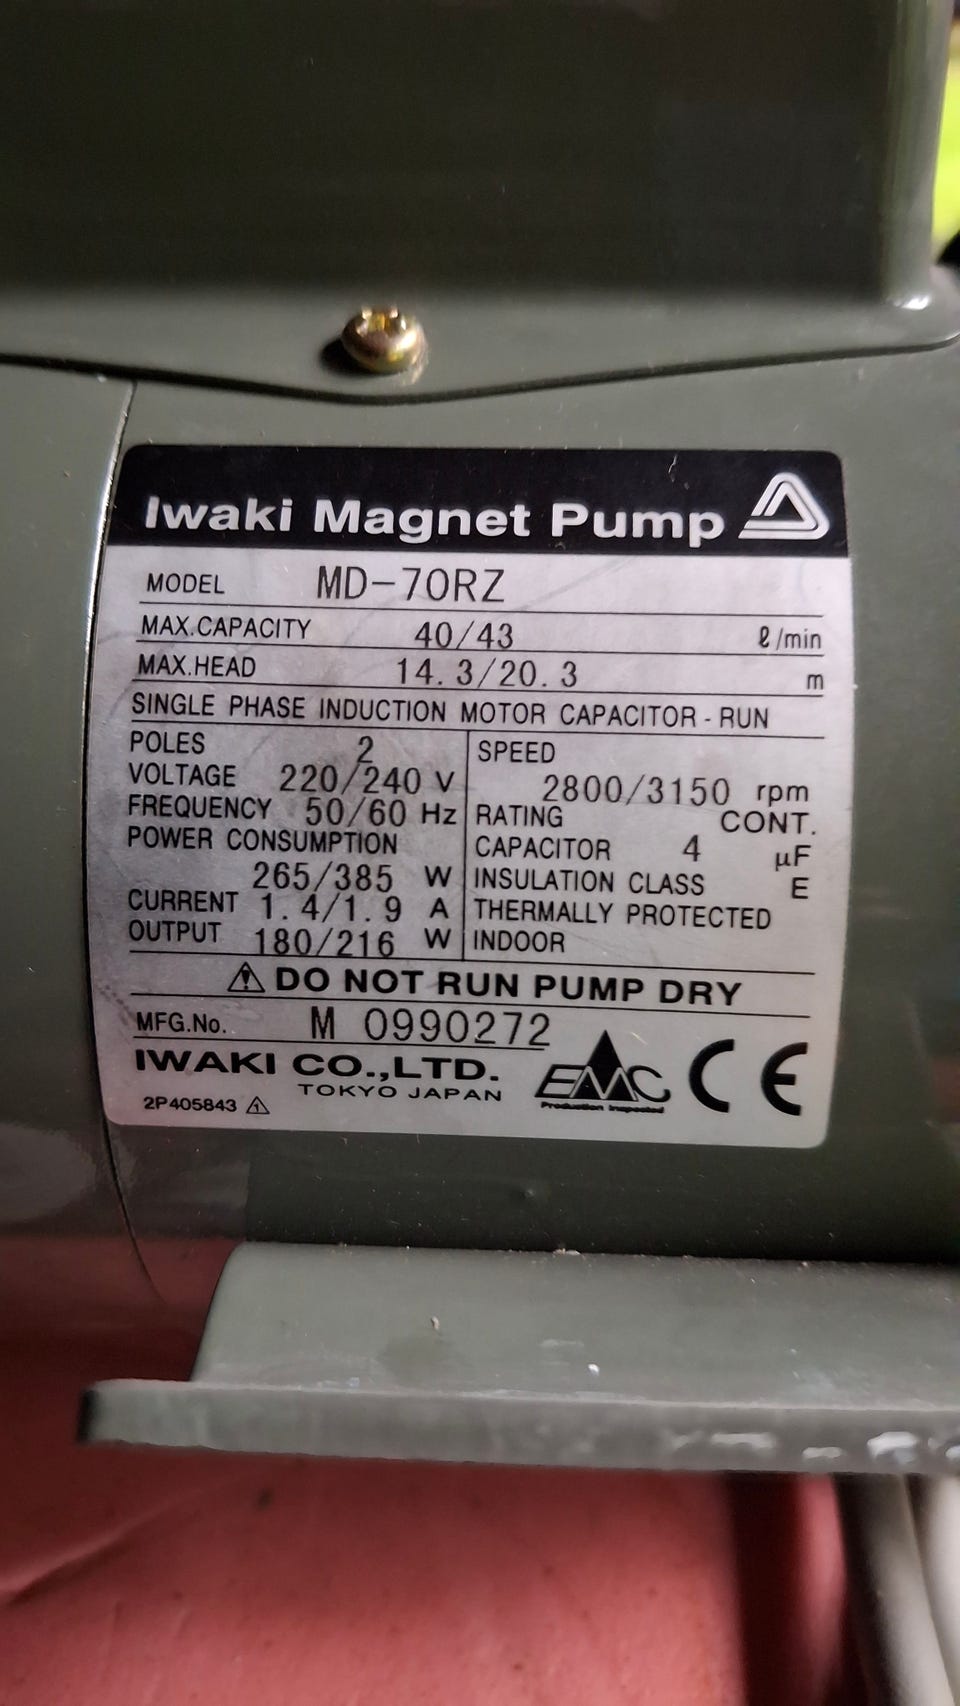 Iwaki Magnet Pump
MODEL MD-70RZ
MAX.CAPACITY 40/43 ℓ/min
MAX.HEAD 14.3/20.3 m
SINGLE PHASE INDUCTION MOTOR CAPACITOR-RUN
POLES 2
VOLTAGE 220/240 V
FREQUENCY 50/60 Hz
POWER CONSUMPTION
265/385 W
CURRENT 1.4/1.9 A
OUTPUT 180/216 W
SPEED
2800/3150 rpm
RATING CONT.
CAPACITOR 4 µF
INSULATION CLASS E
THERMALLY PROTECTED
INDOOR
⚠ DO NOT RUN PUMP DRY
MFG.No. M 0990272
IWAKI CO.,LTD.
TOKYO JAPAN
2P405843 1
EMC
Production Inspected
CE